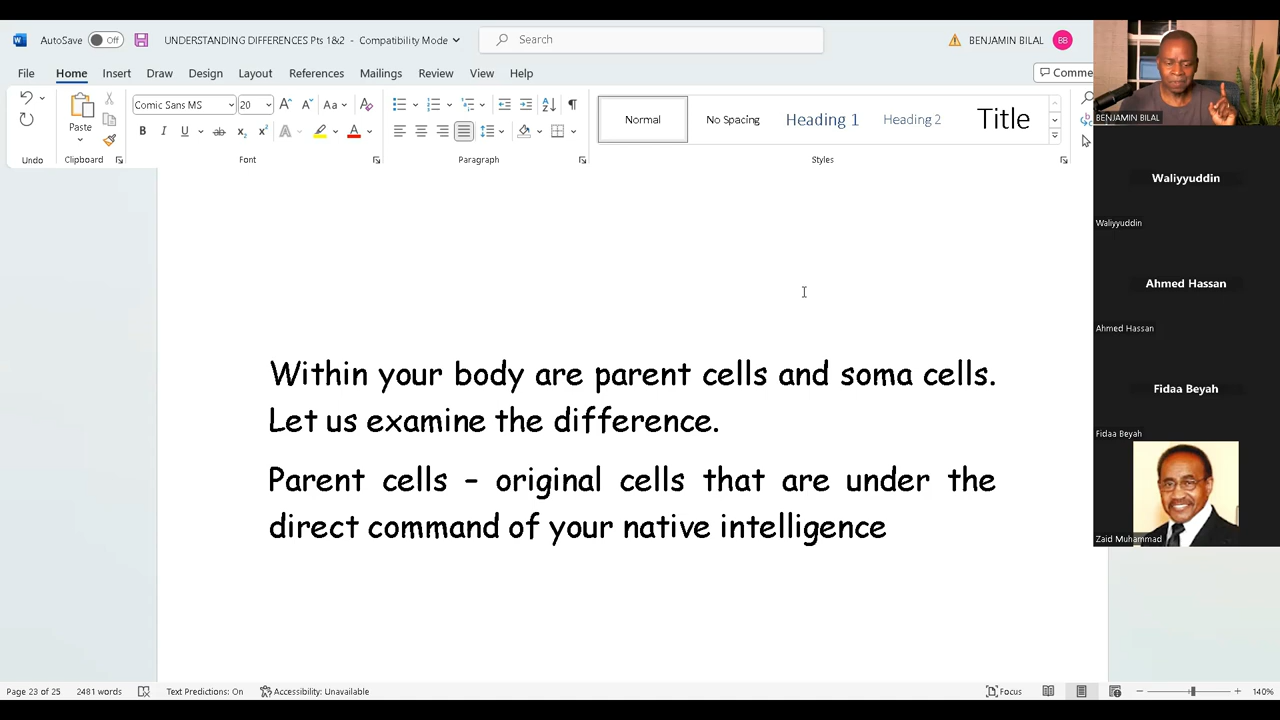 AutoSave Off UNDERSTANDING DIFFERENCES Pts 1&2 - Compatibility Mode Search BENJAMIN BILAL BB
File Home Insert Draw Design Layout References Mailings Review View Help Comme
Paste Comic Sans MS 20 Normal No Spacing Heading 1 Heading 2 Title
Undo Clipboard Font Paragraph Styles
BENJAMIN BILAL
Waliyyuddin
Waliyyuddin
Ahmed Hassan
Ahmed Hassan
Fidaa Beyah
Fidaa Beyah
Zaid Muhammad
Within your body are parent cells and soma cells.
Let us examine the difference.
Parent cells – original cells that are under the
direct command of your native intelligence
Page 23 of 25 2481 words Text Predictions: On Accessibility: Unavailable Focus 140%